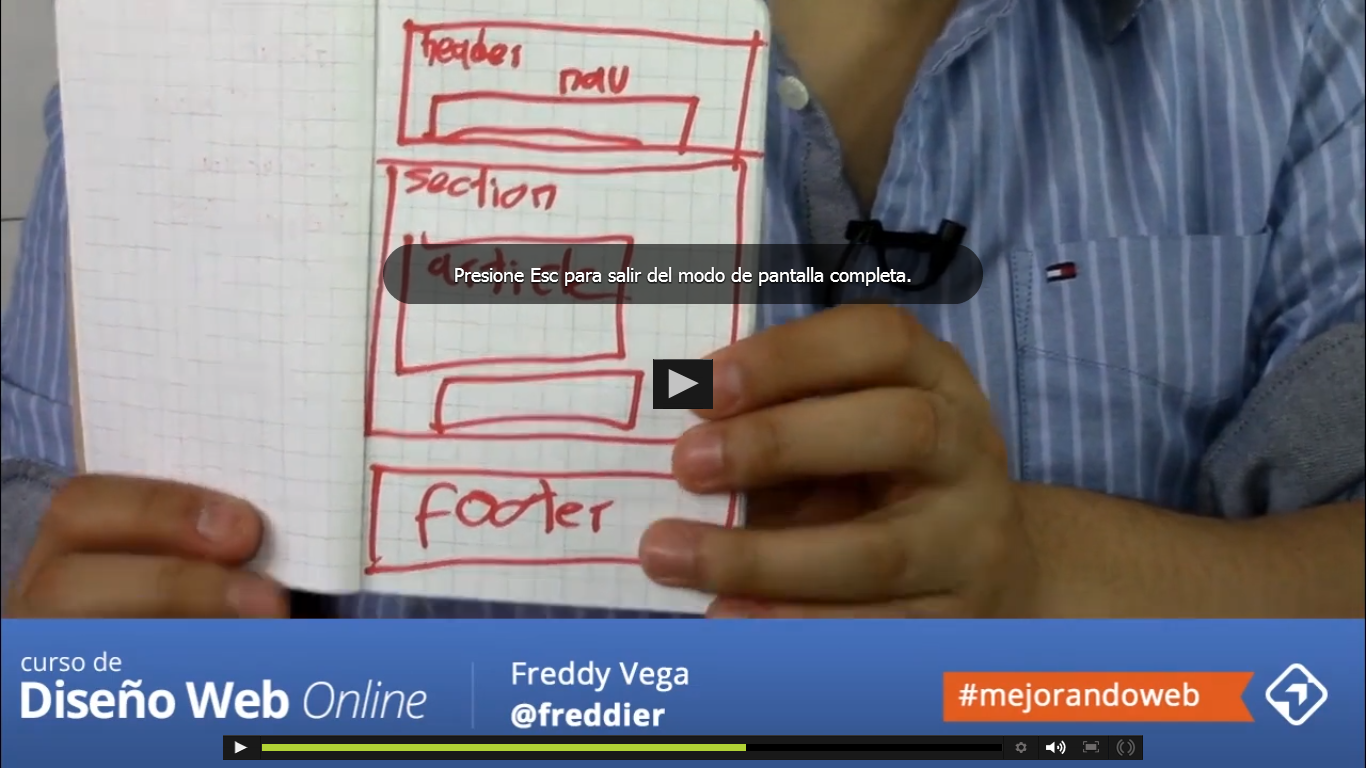 header
nav
section
article
Presione Esc para salir del modo de pantalla completa.
footer
curso de
Diseño Web Online
Freddy Vega
@freddier
#mejorandoweb